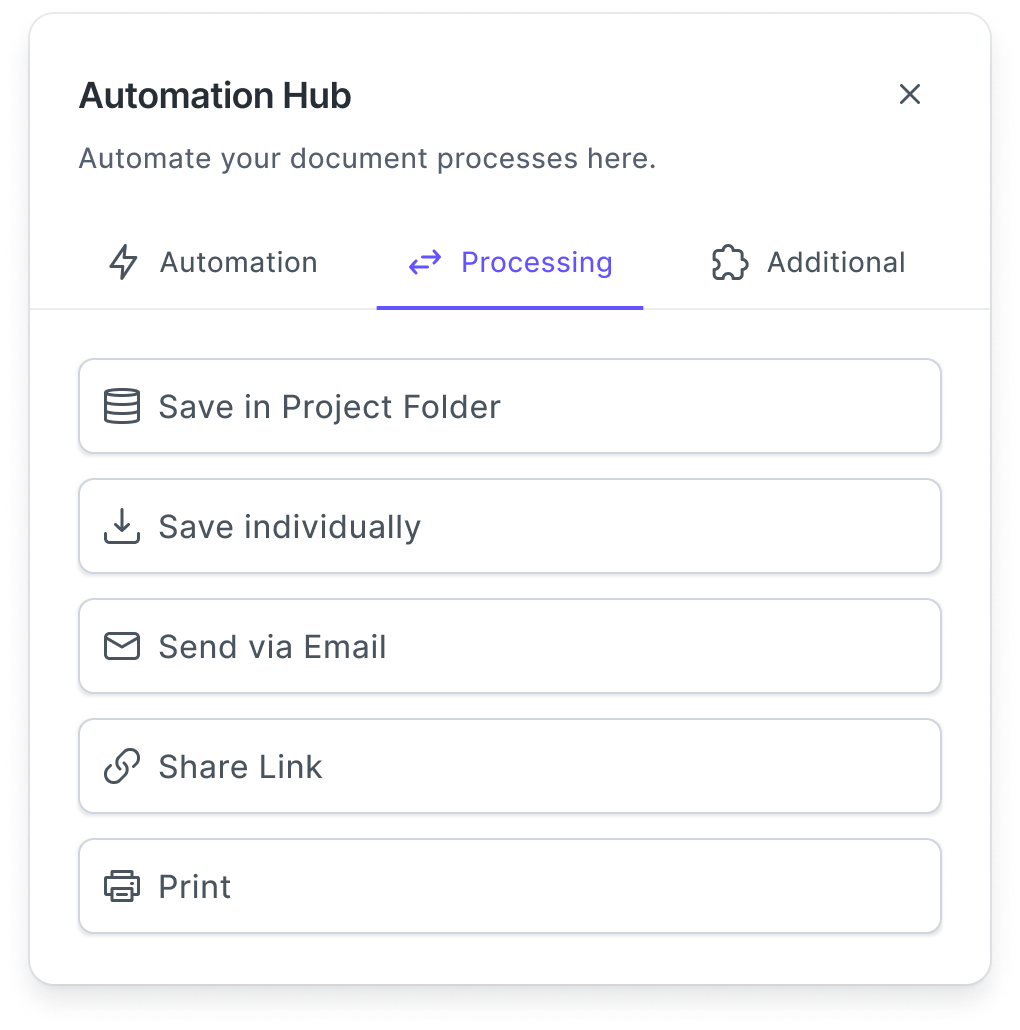 Automation Hub
Automate your document processes here.
Automation Processing Additional
Save in Project Folder
Save individually
Send via Email
Share Link
Print